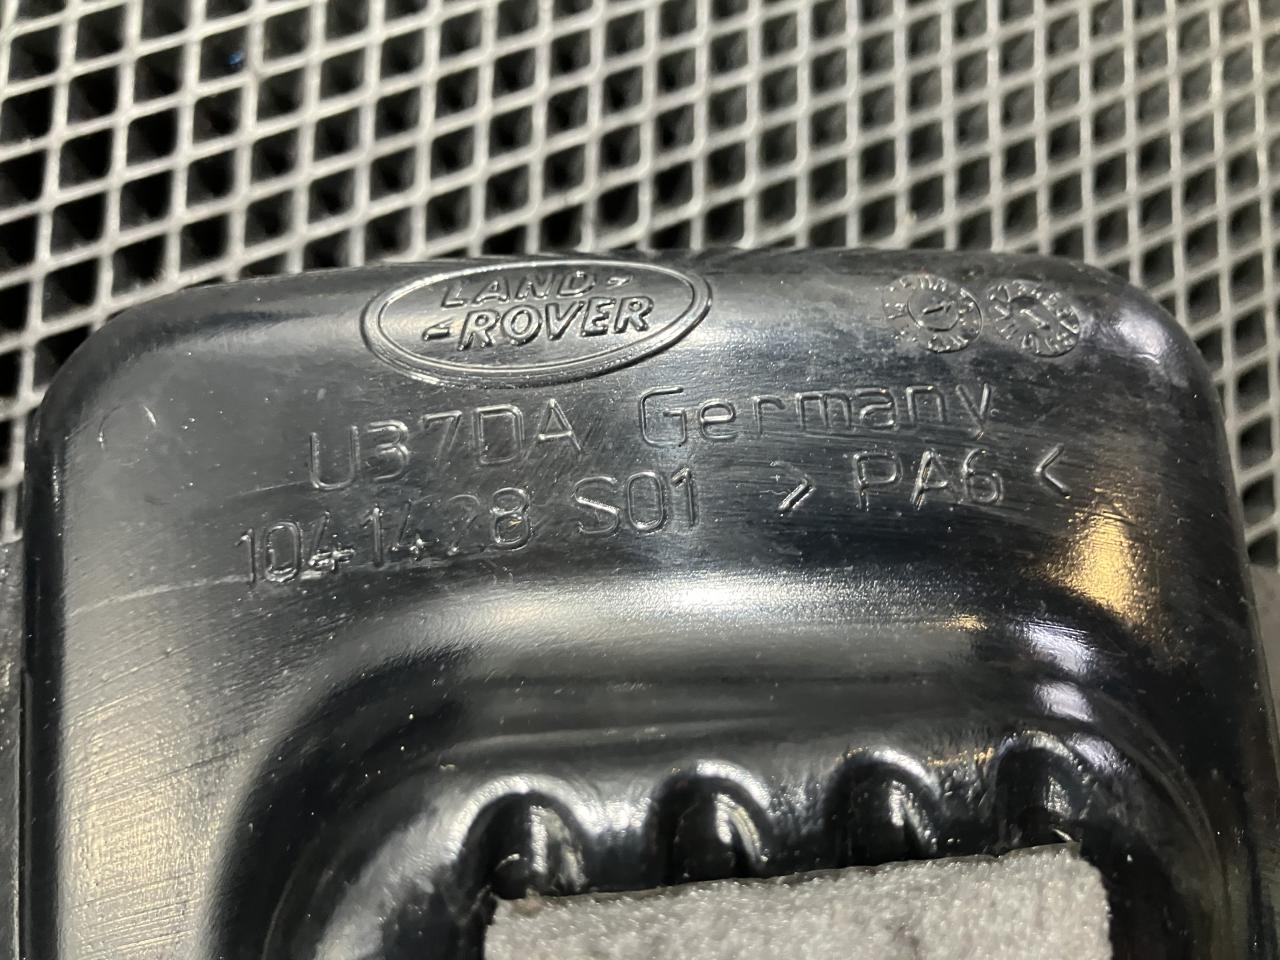 LAND-
-ROVER
U37DA Germany
1041428 S01 > PA6 <